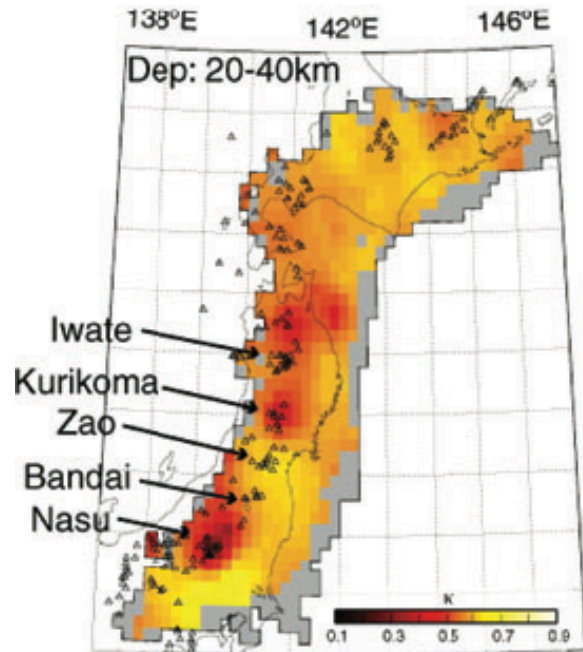 138°E 142°E 146°E
Dep: 20-40km
Iwate
Kurikoma
Zao
Bandai
Nasu
κ
0.1 0.3 0.5 0.7 0.9